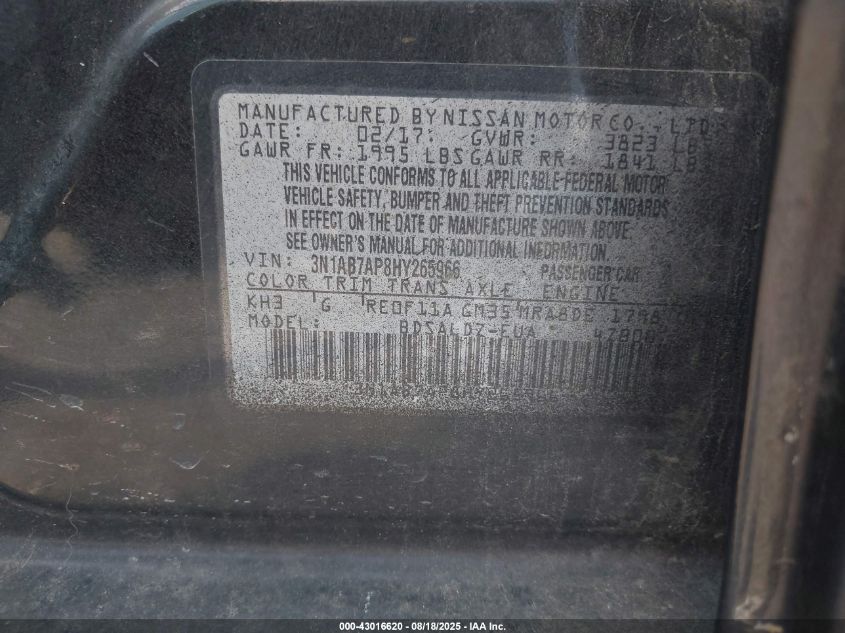 MANUFACTURED BY NISSAN MOTOR CO., LTD
DATE: 02/17 GVWR: 3823 LB
GAWR FR: 1995 LBS GAWR RR: 1841 LB
THIS VEHICLE CONFORMS TO ALL APPLICABLE FEDERAL MOTOR
VEHICLE SAFETY, BUMPER AND THEFT PREVENTION STANDARDS
IN EFFECT ON THE DATE OF MANUFACTURE SHOWN ABOVE.
SEE OWNER'S MANUAL FOR ADDITIONAL INFORMATION.
VIN: 3N1AB7AP8HY265966 PASSENGER CAR
COLOR TRIM TRANS AXLE ENGINE
KH3 G RE0F11A GM35 MRA8DE 1798
MODEL: BDSALDZ-EUA
000-43016620 - 08/18/2025 - IAA Inc.